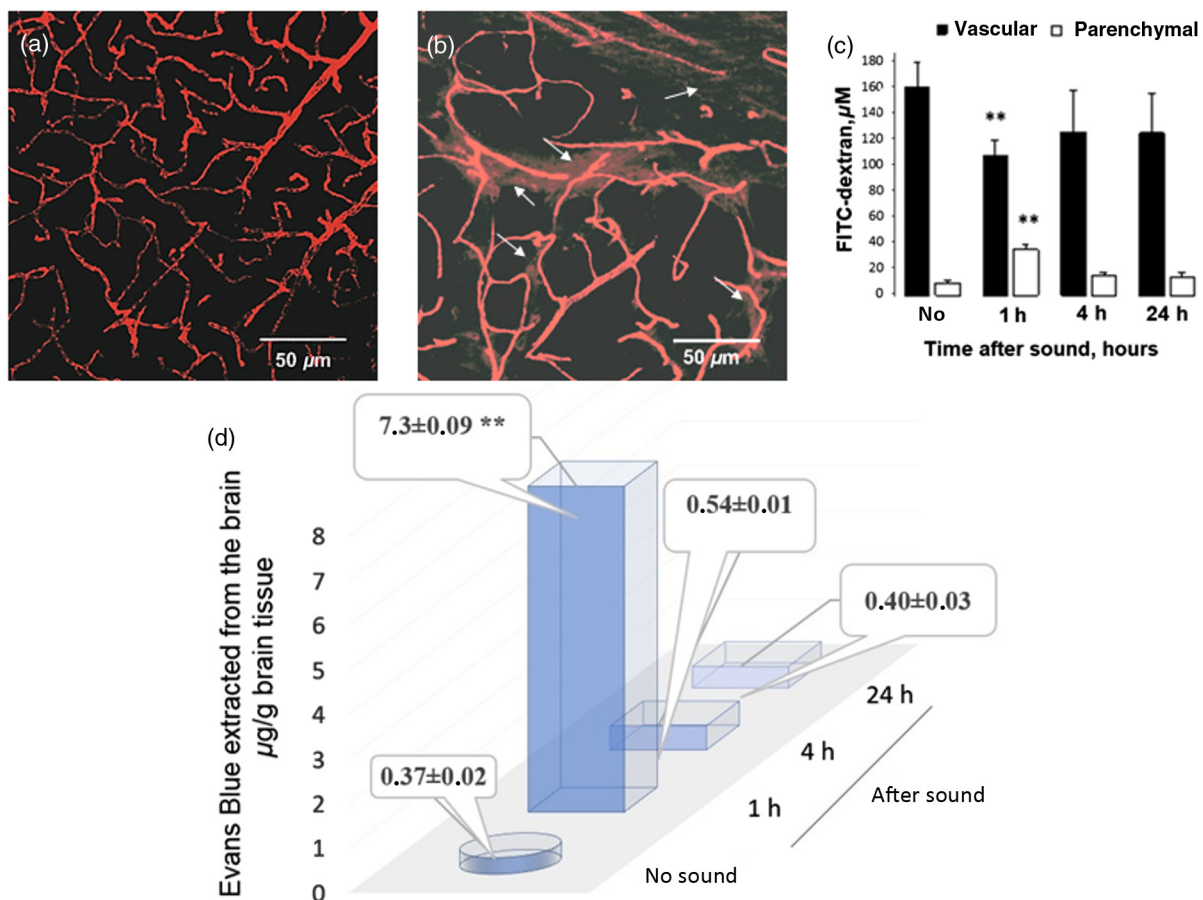 (a)
50 µm
(b)
50 µm
(c)
Vascular Parenchymal
FITC-dextran,µM
180
160
140
120
100
80
60
40
20
0
**
**
No 1 h 4 h 24 h
Time after sound, hours
(d)
Evans Blue extracted from the brain
µg/g brain tissue
8
7
6
5
4
3
2
1
0
7.3±0.09 **
0.54±0.01
0.40±0.03
0.37±0.02
24 h
4 h
1 h
After sound
No sound